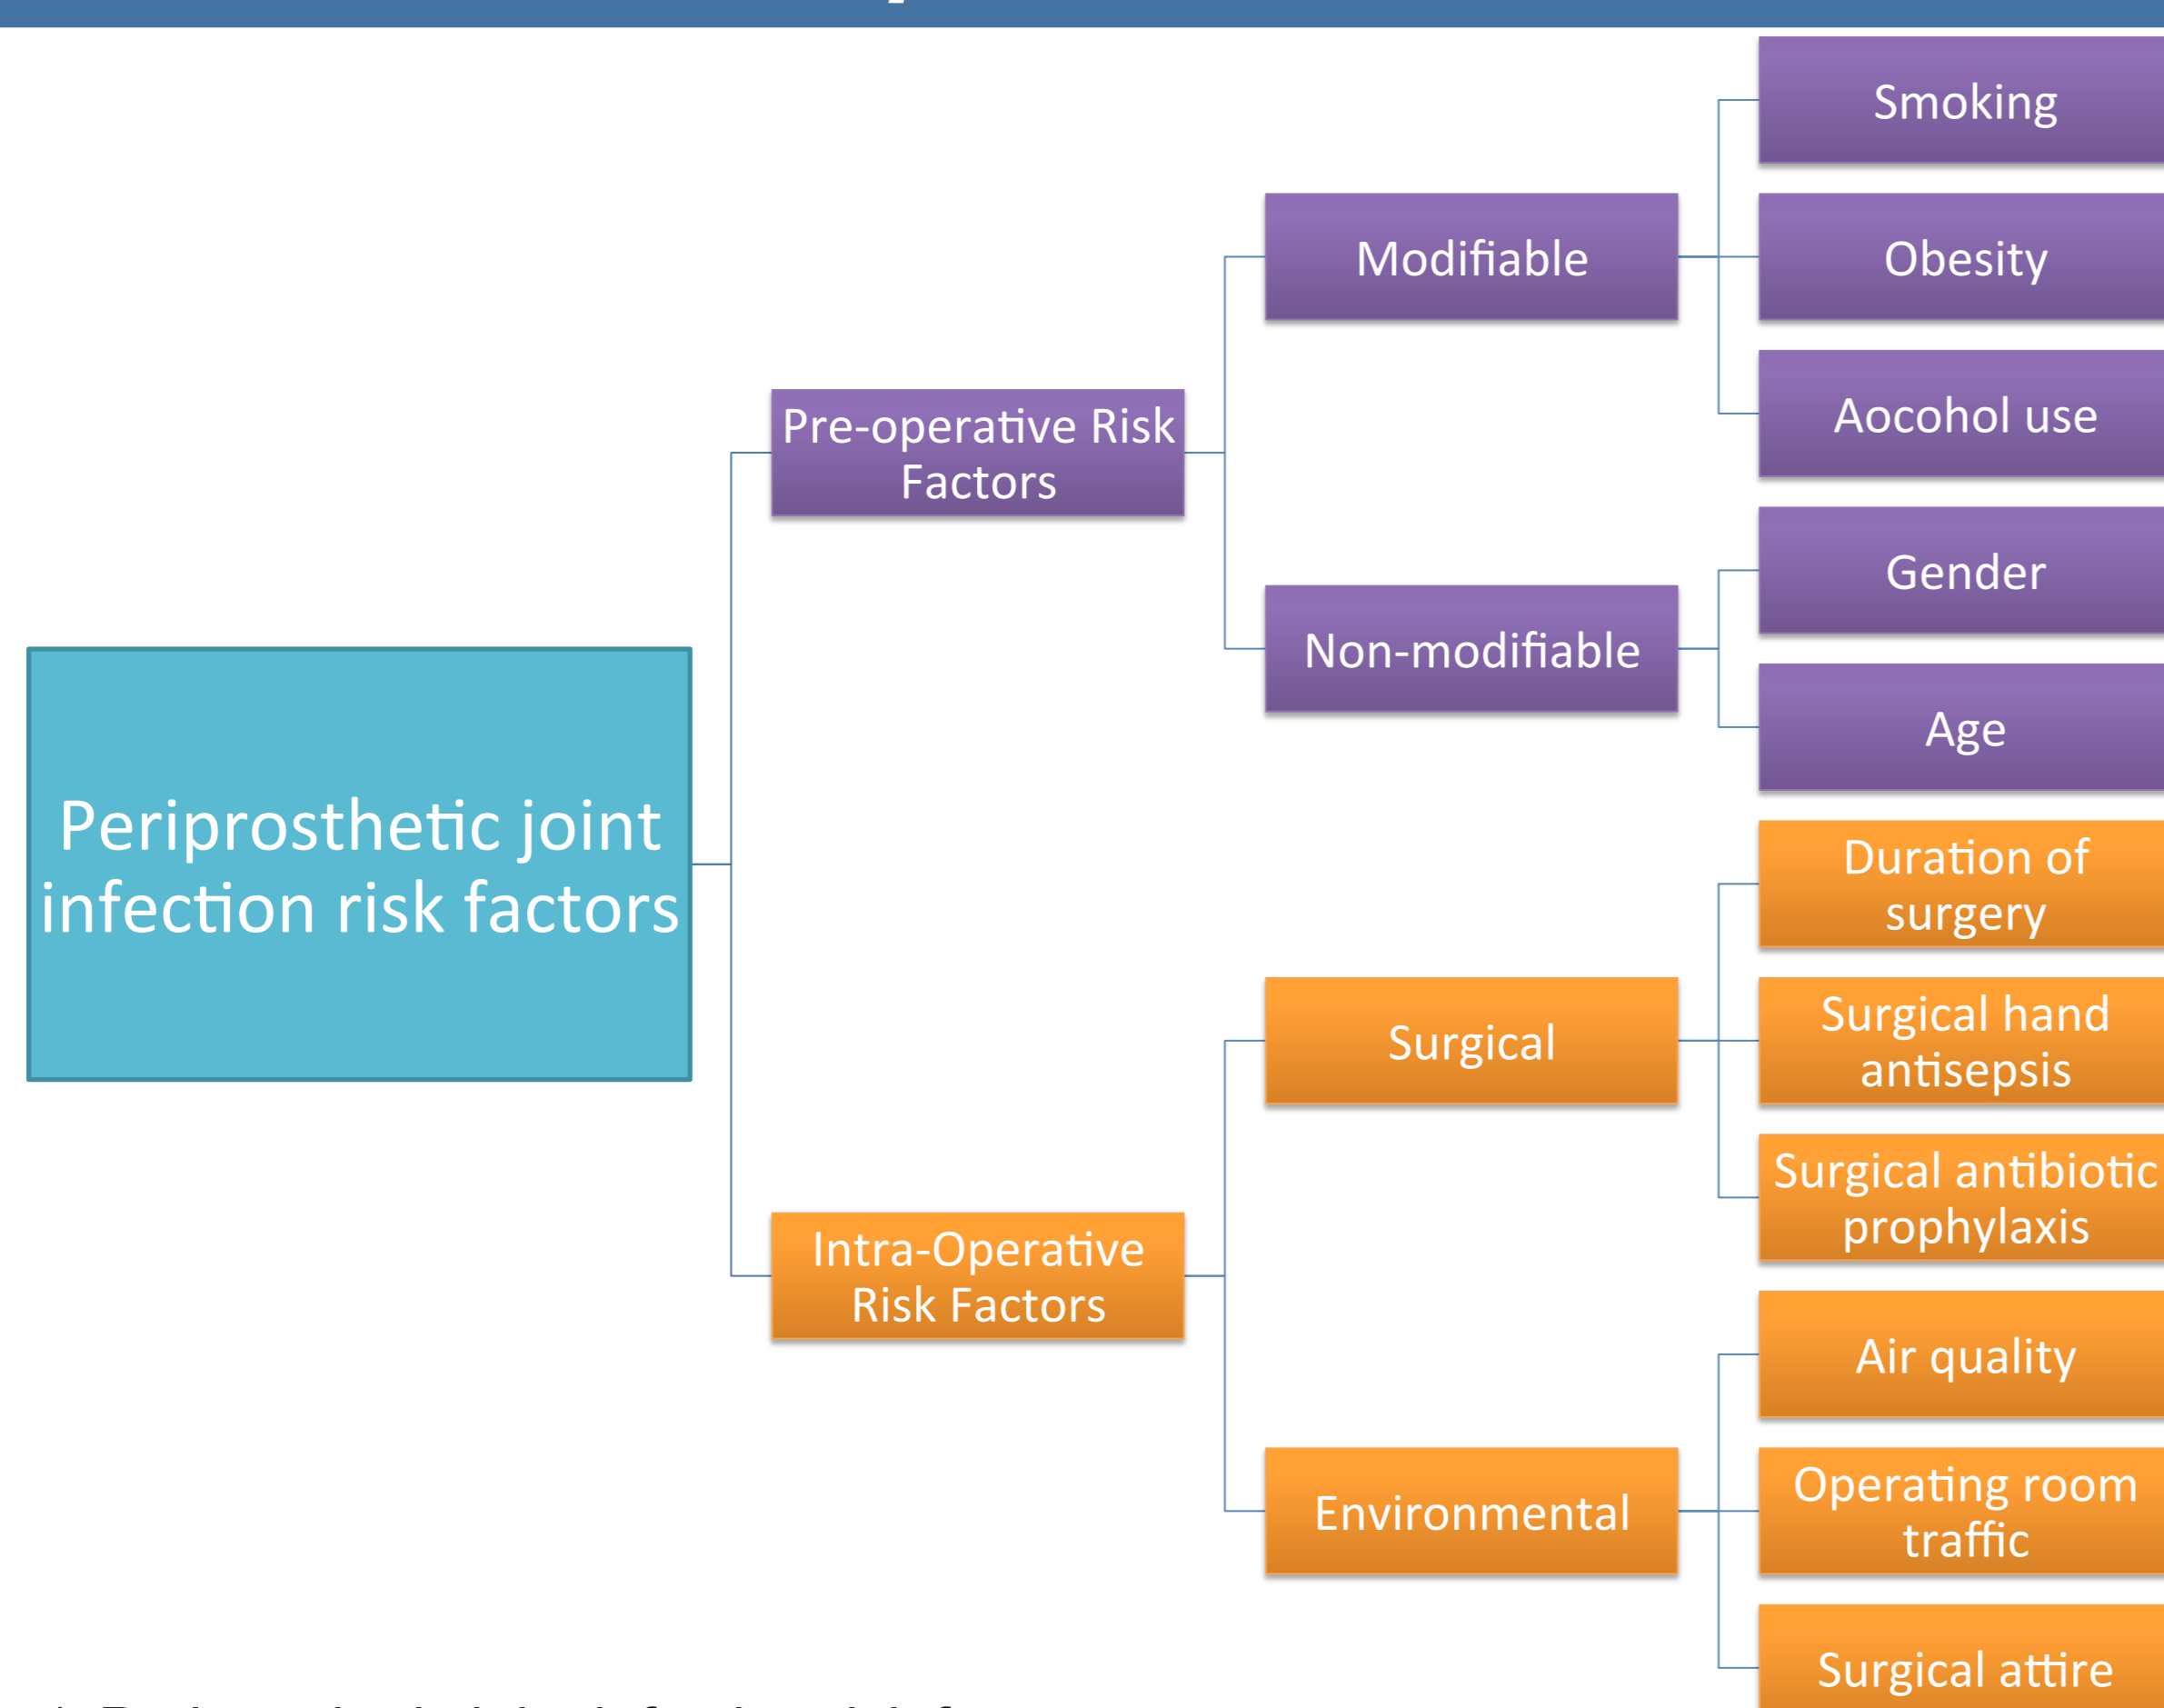 Smoking
Modifiable
Obesity
Pre-operative Risk
Factors
Aocohol use
Non-modifiable
Gender
Age
Periprosthetic joint
infection risk factors
Surgical
Duration of
surgery
Surgical hand
antisepsis
Surgical antibiotic
prophylaxis
Intra-Operative
Risk Factors
Environmental
Air quality
Operating room
traffic
Surgical attire